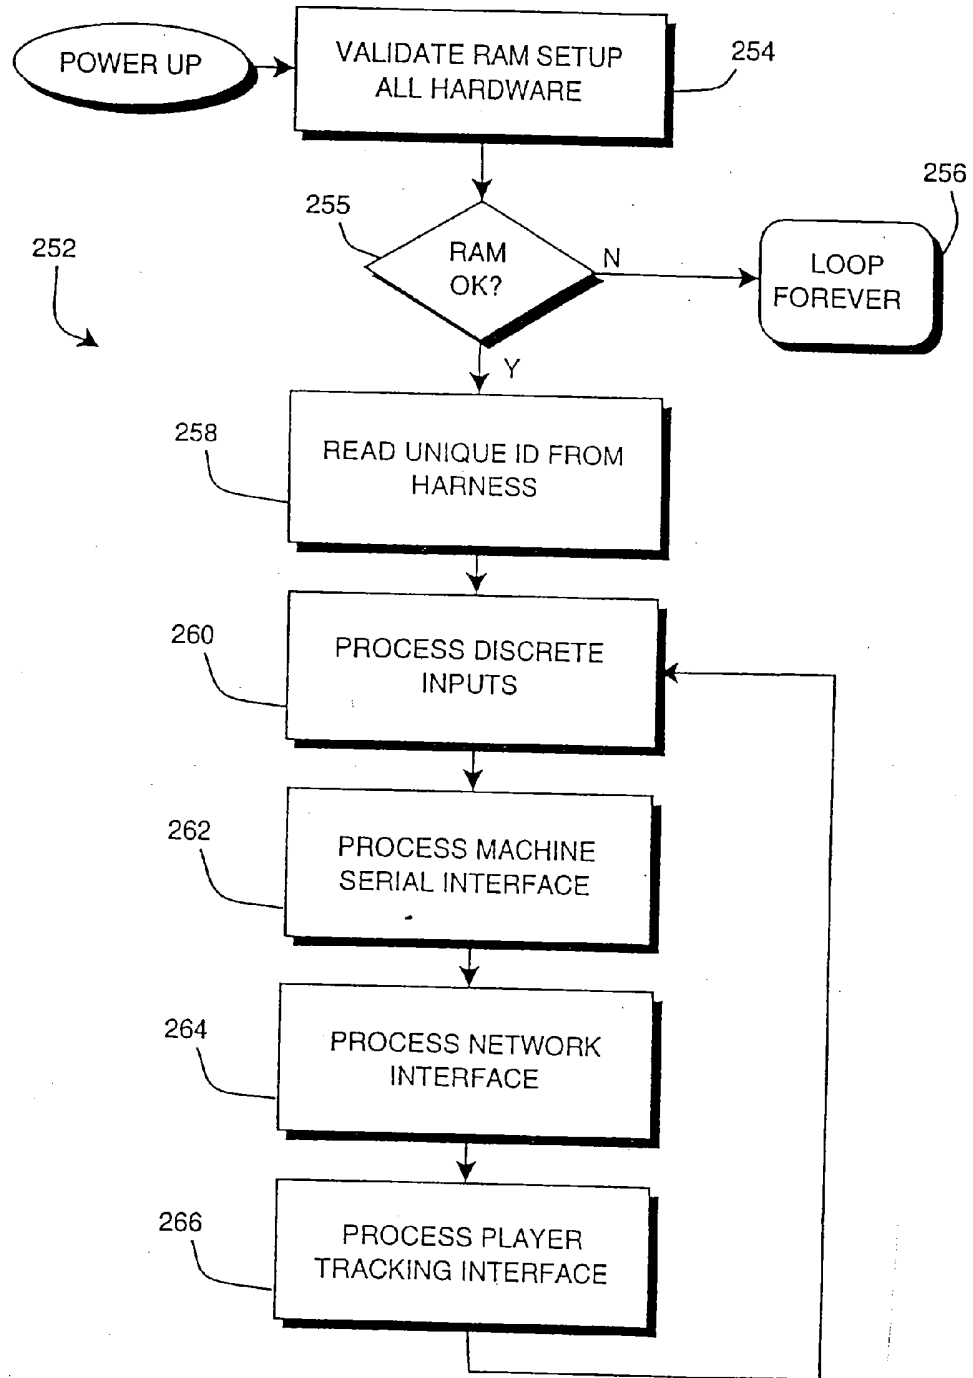 POWER UP
VALIDATE RAM SETUP
ALL HARDWARE
254
255
RAM
OK?
N
256
LOOP
FOREVER
252
Y
258
READ UNIQUE ID FROM
HARNESS
260
PROCESS DISCRETE
INPUTS
262
PROCESS MACHINE
SERIAL INTERFACE
264
PROCESS NETWORK
INTERFACE
266
PROCESS PLAYER
TRACKING INTERFACE